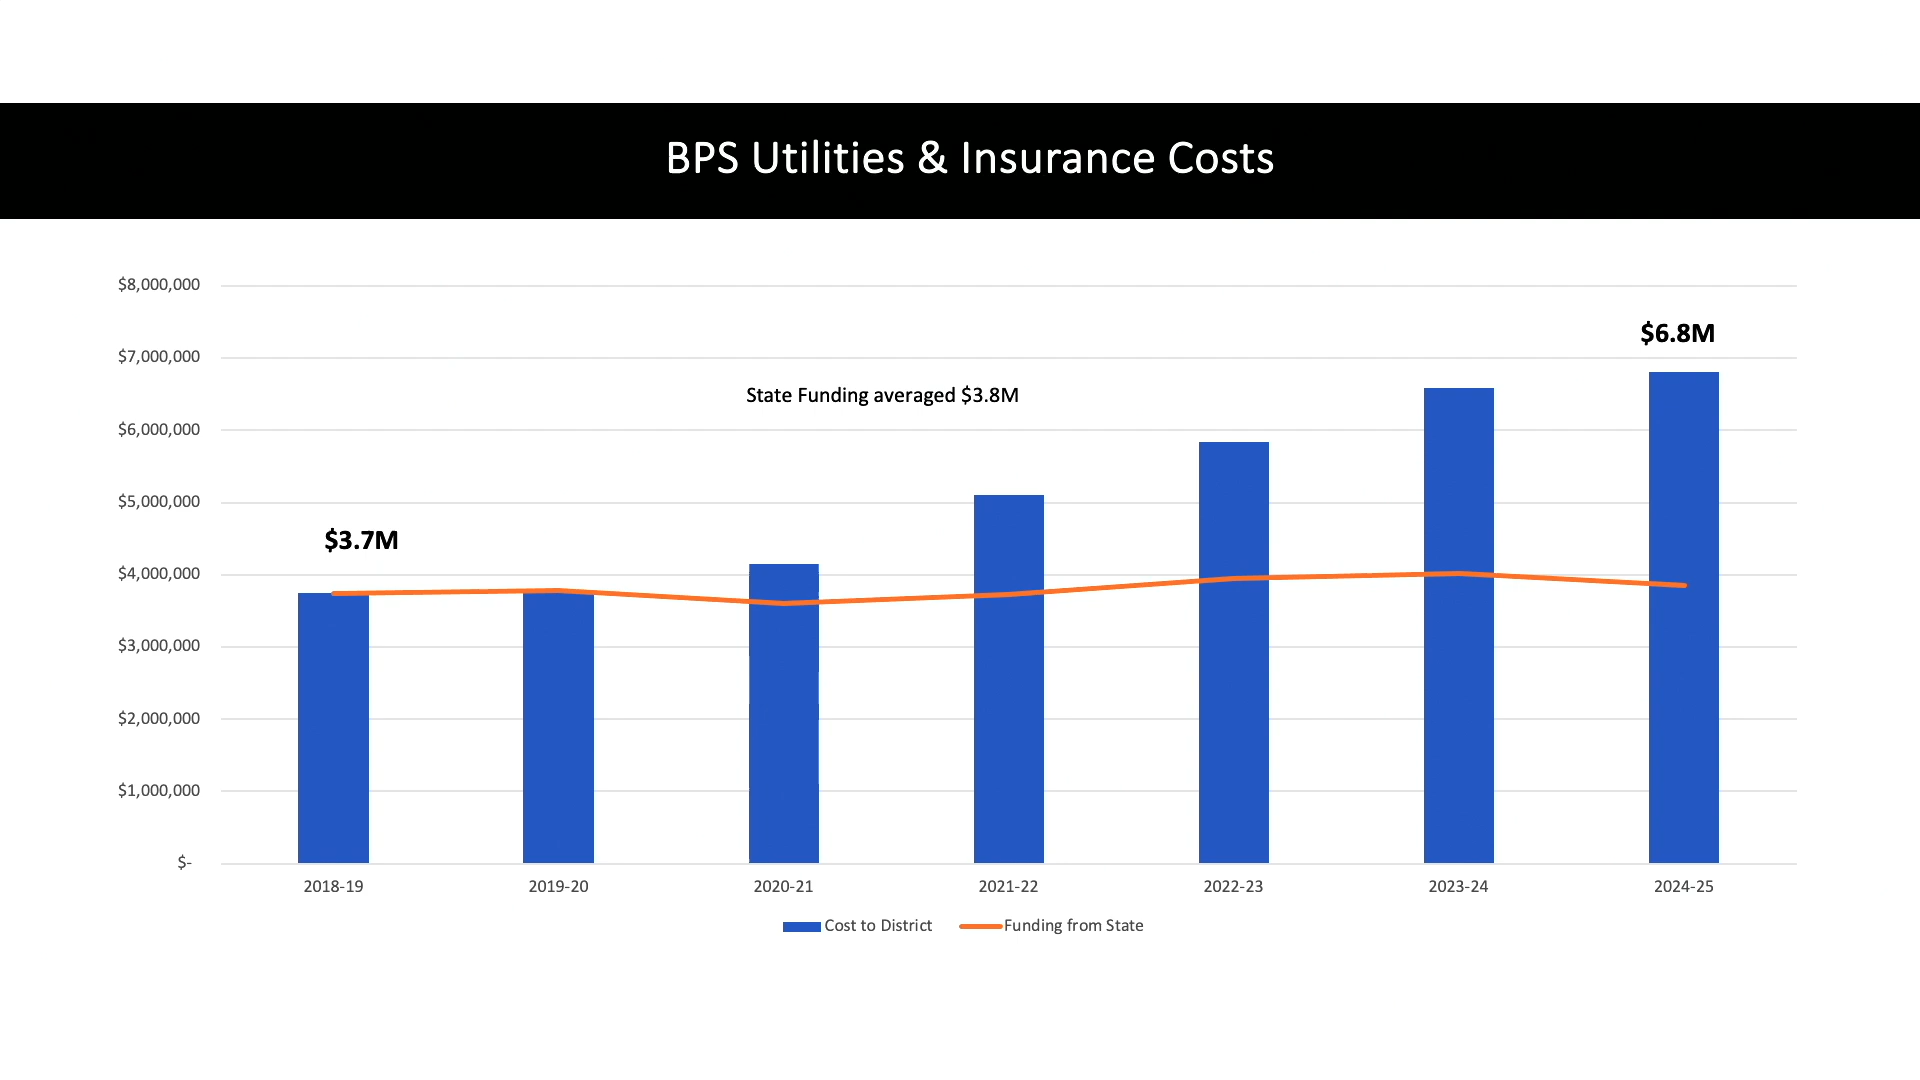 BPS Utilities & Insurance Costs
$8,000,000
$7,000,000
$6,000,000
$5,000,000
$4,000,000
$3,000,000
$2,000,000
$1,000,000
$-
$6.8M
State Funding averaged $3.8M
$3.7M
2018-19 2019-20 2020-21 2021-22 2022-23 2023-24 2024-25
Cost to District Funding from State